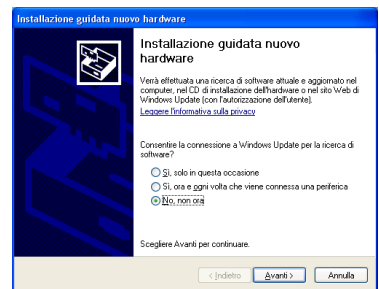 Installazione guidata nuovo hardware
Installazione guidata nuovo
hardware
Verrà effettuata una ricerca di software attuale e aggiornato nel
computer, nel CD di installazione dell'hardware o nel sito Web di
Windows Update (con l'autorizzazione dell'utente).
Leggere l'informativa sulla privacy
Consentire la connessione a Windows Update per la ricerca di
software?
Sì, solo in questa occasione
Sì, ora e ogni volta che viene connessa una periferica
No, non ora
Scegliere Avanti per continuare.
< Indietro
Avanti >
Annulla